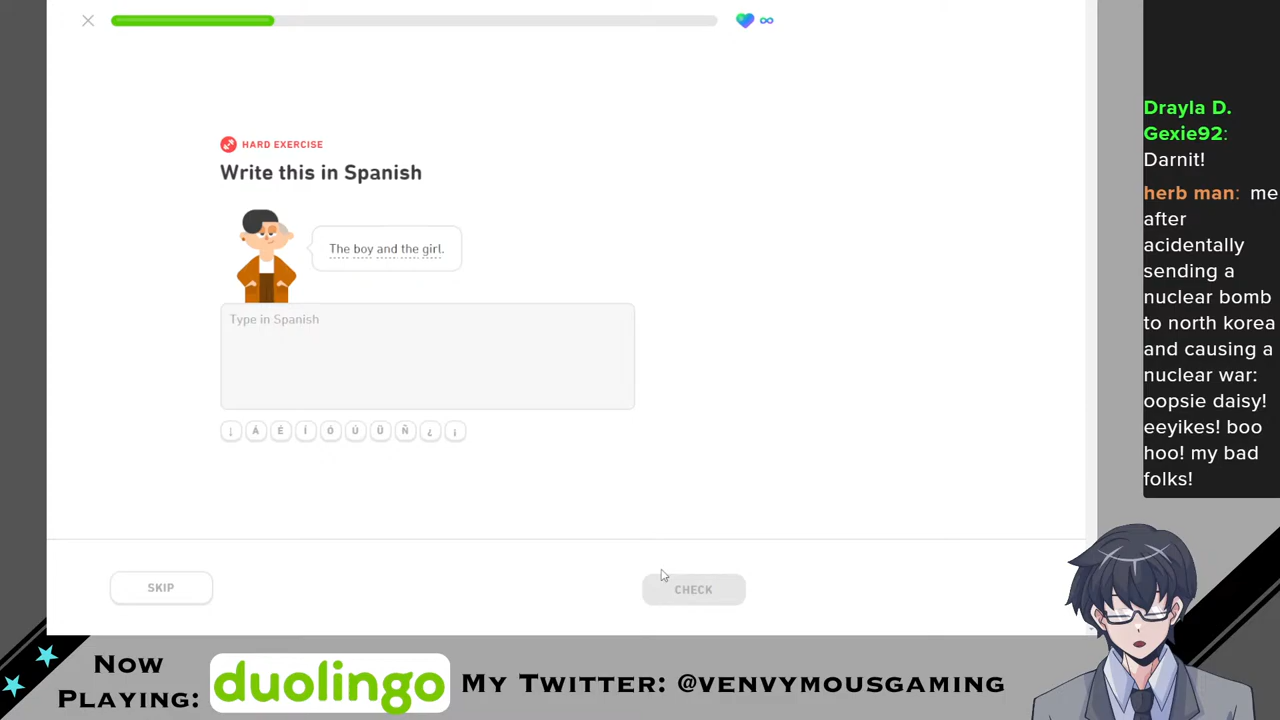 HARD EXERCISE
Write this in Spanish
The boy and the girl.
Type in Spanish
↓ Á É Í Ó Ú Ü Ñ ¿ ¡
SKIP
CHECK
Drayla D.
Gexie92:
Darnit!
herb man: me
after
acidentally
sending a
nuclear bomb
to north korea
and causing a
nuclear war:
oopsie daisy!
eeyikes! boo
hoo! my bad
folks!
Now
Playing:
duolingo
My Twitter: @venvymousgaming